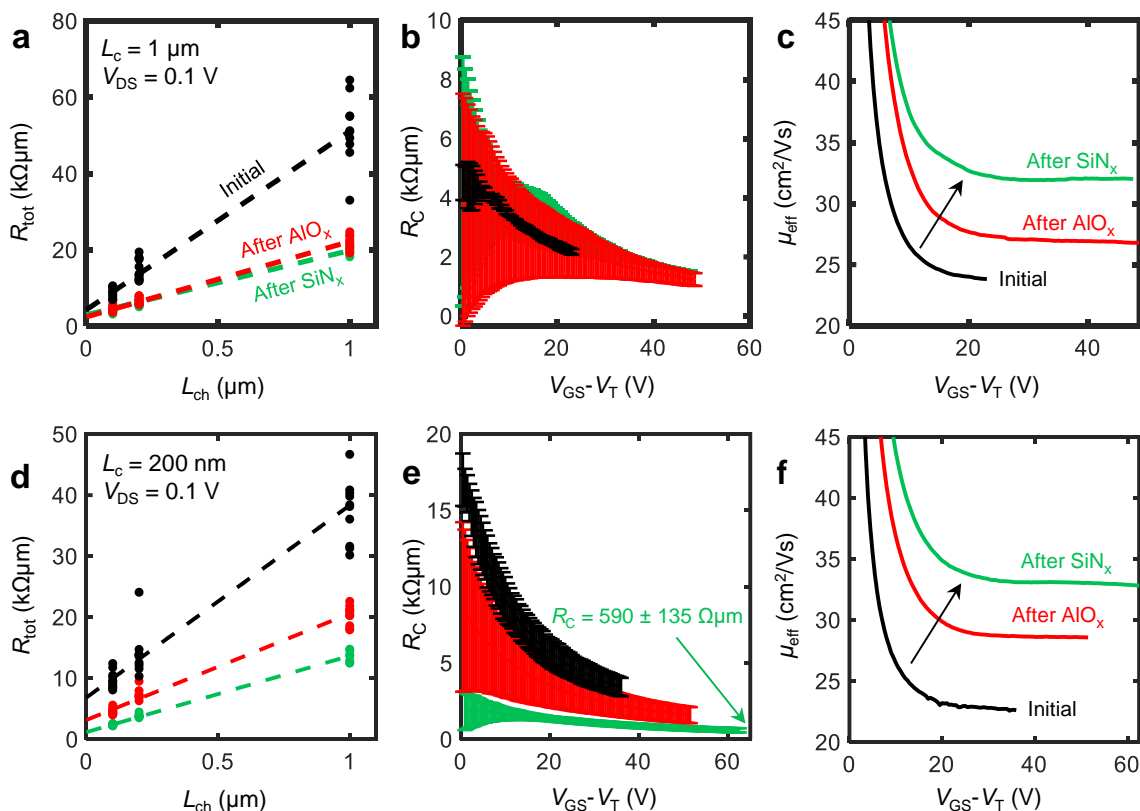 a
L_c = 1 µm
V_DS = 0.1 V
Initial
After AlO_x
After SiN_x
R_tot (kΩµm)
80
60
40
20
0
0 0.5 1
L_ch (µm)
b
R_C (kΩµm)
10
8
6
4
2
0
0 20 40 60
V_GS-V_T (V)
c
µ_eff (cm²/Vs)
45
40
35
30
25
20
After SiN_x
After AlO_x
Initial
0 20 40
V_GS-V_T (V)
d
L_c = 200 nm
V_DS = 0.1 V
R_tot (kΩµm)
50
40
30
20
10
0
0 0.5 1
L_ch (µm)
e
R_C (kΩµm)
20
15
10
5
0
R_C = 590 ± 135 Ωµm
0 20 40 60
V_GS-V_T (V)
f
µ_eff (cm²/Vs)
45
40
35
30
25
20
After SiN_x
After AlO_x
Initial
0 20 40 60
V_GS-V_T (V)